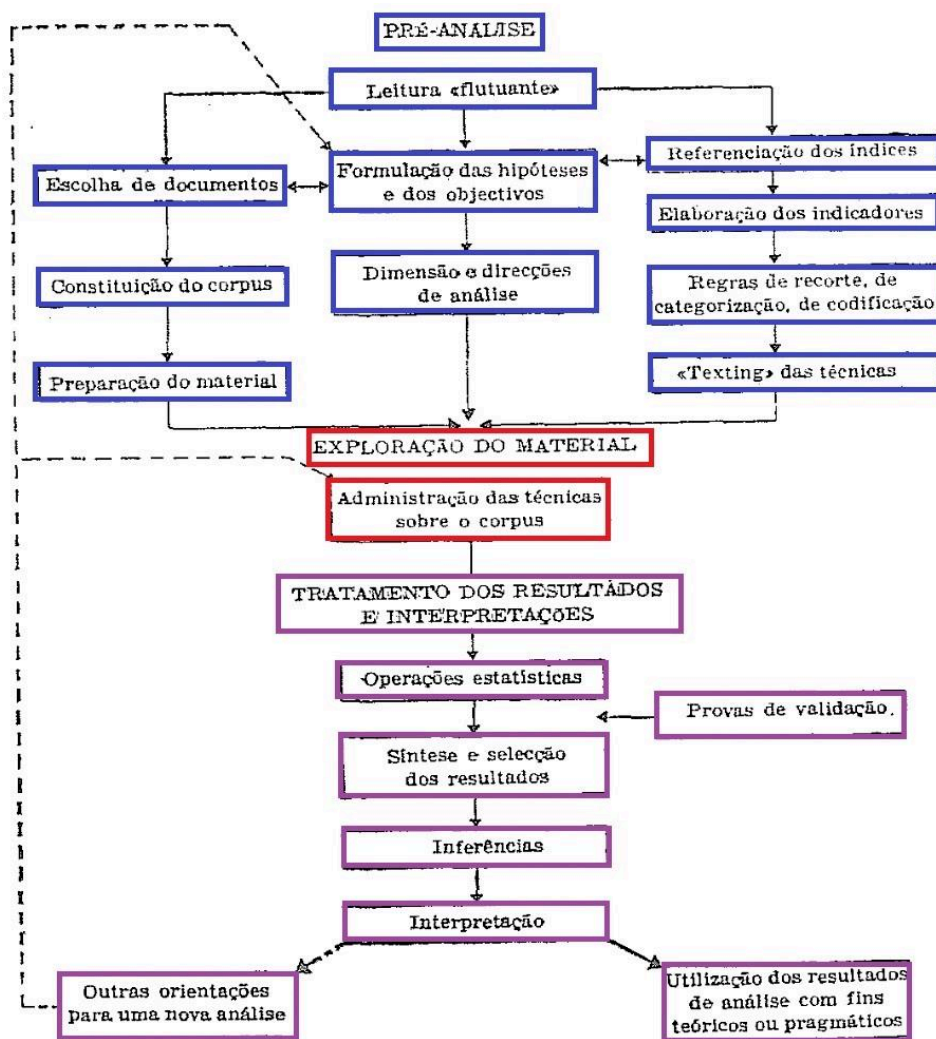 PRÉ-ANÁLISE
Leitura «flutuante»
Escolha de documentos
Formulação das hipóteses
e dos objectivos
Referenciação dos índices
Elaboração dos indicadores
Constituição do corpus
Dimensão e direcções
de análise
Regras de recorte, de
categorização, de codificação
Preparação do material
«Texting» das técnicas
EXPLORAÇÃO DO MATERIAL
Administração das técnicas
sobre o corpus
TRATAMENTO DOS RESULTADOS
E INTERPRETAÇÕES
Operações estatísticas
Provas de validação.
Síntese e selecção
dos resultados
Inferências
Interpretação
Outras orientações
para uma nova análise
Utilização dos resultados
de análise com fins
teóricos ou pragmáticos